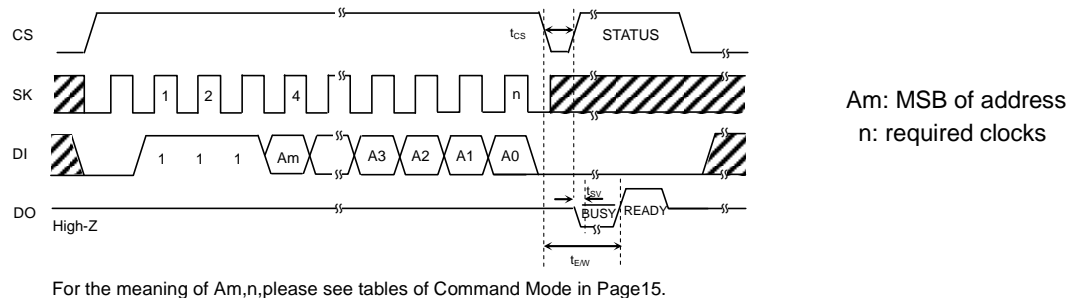 CS
tCS
STATUS
SK
1 2 4 n
Am: MSB of address
n: required clocks
DI
1 1 1 Am A3 A2 A1 A0
tSV
DO
BUSY READY
High-Z
tE/W
For the meaning of Am,n,please see tables of Command Mode in Page15.